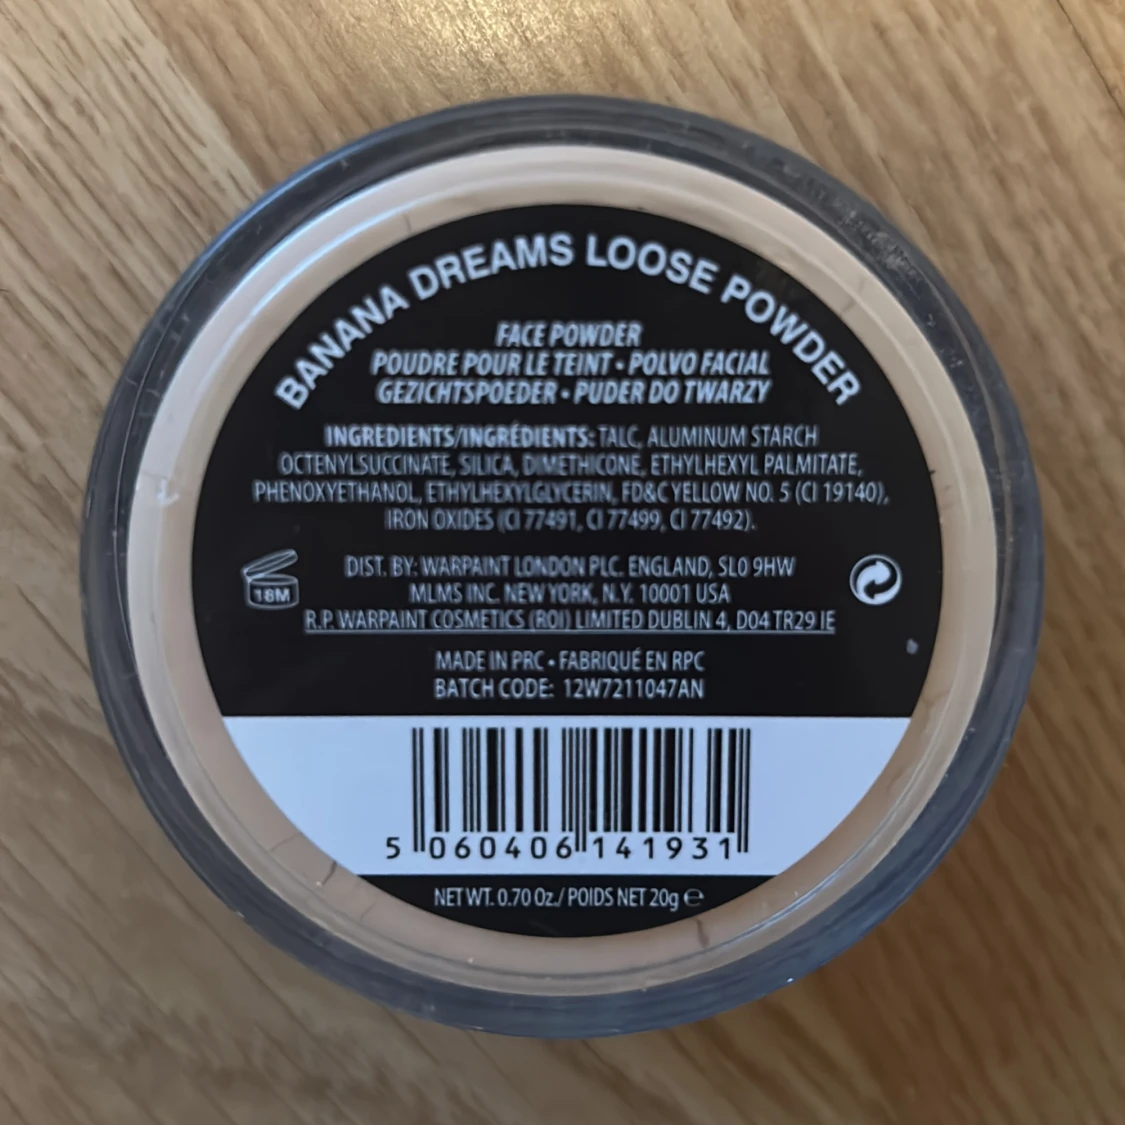 BANANA DREAMS LOOSE POWDER
FACE POWDER
POUDRE POUR LE TEINT • POLVO FACIAL
GEZICHTSPOEDER • PUDER DO TWARZY
INGREDIENTS/INGRÉDIENTS: TALC, ALUMINUM STARCH
OCTENYLSUCCINATE, SILICA, DIMETHICONE, ETHYLHEXYL PALMITATE,
PHENOXYETHANOL, ETHYLHEXYLGLYCERIN, FD&C YELLOW NO. 5 (CI 19140),
IRON OXIDES (CI 77491, CI 77499, CI 77492).
18M
DIST. BY: WARPAINT LONDON PLC. ENGLAND, SL0 9HW
MLMS INC. NEW YORK, N.Y. 10001 USA
R.P. WARPAINT COSMETICS (ROI) LIMITED DUBLIN 4, D04 TR29 IE
MADE IN PRC • FABRIQUÉ EN RPC
BATCH CODE: 12W7211047AN
5 060406 141931
NET WT. 0.70 Oz./ POIDS NET 20g ℮